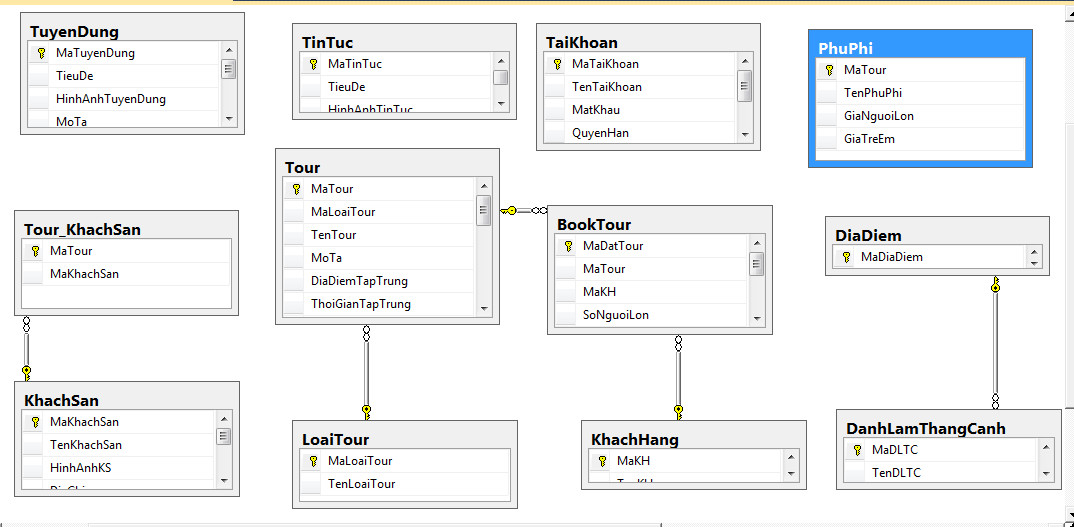 TuyenDung
MaTuyenDung
TieuDe
HinhAnhTuyenDung
MoTa
TinTuc
MaTinTuc
TieuDe
HinhAnhTinTuc
TaiKhoan
MaTaiKhoan
TenTaiKhoan
MatKhau
QuyenHan
PhuPhi
MaTour
TenPhuPhi
GiaNguoiLon
GiaTreEm
Tour
MaTour
MaLoaiTour
TenTour
MoTa
DiaDiemTapTrung
ThoiGianTapTrung
Tour_KhachSan
MaTour
MaKhachSan
BookTour
MaDatTour
MaTour
MaKH
SoNguoiLon
DiaDiem
MaDiaDiem
KhachSan
MaKhachSan
TenKhachSan
HinhAnhKS
LoaiTour
MaLoaiTour
TenLoaiTour
KhachHang
MaKH
DanhLamThangCanh
MaDLTC
TenDLTC